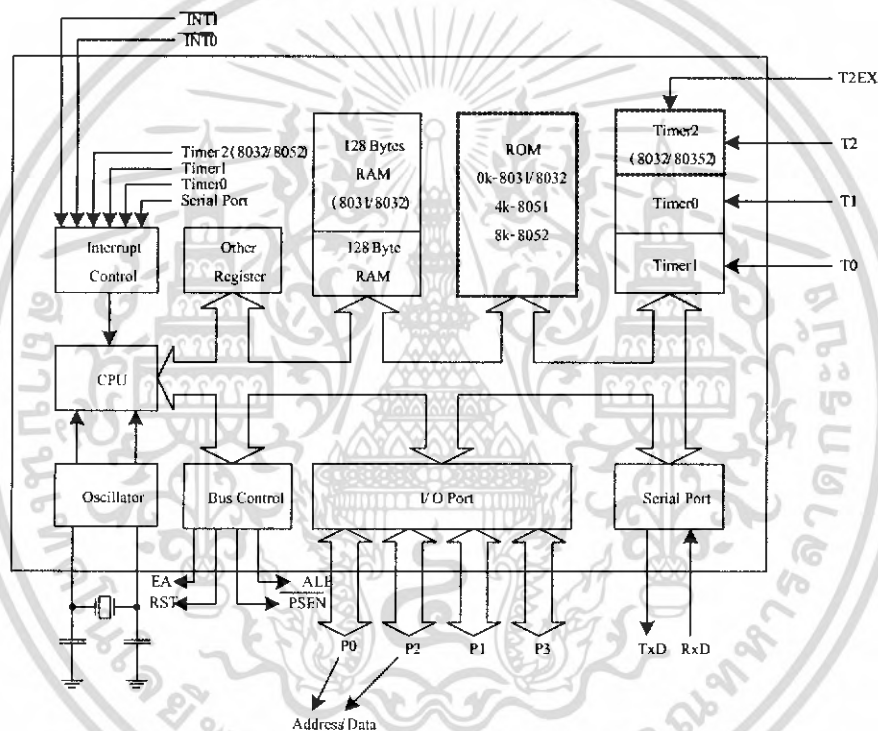 INT1
INT0
T2EX
Timer2(8032/8052)
Timer1
Timer0
Serial Port
128 Bytes
RAM
(8031/8032)
128 Byte
RAM
ROM
0k-8031/8032
4k-8051
8k-8052
Timer2
(8032/80352)
Timer0
Timer1
T2
T1
T0
Interrupt
Control
Other
Register
CPU
Oscillator
Bus Control
I/O Port
Serial Port
EA
ALE
RST
PSEN
P0
P2
P1
P3
TxD
RxD
Address/Data